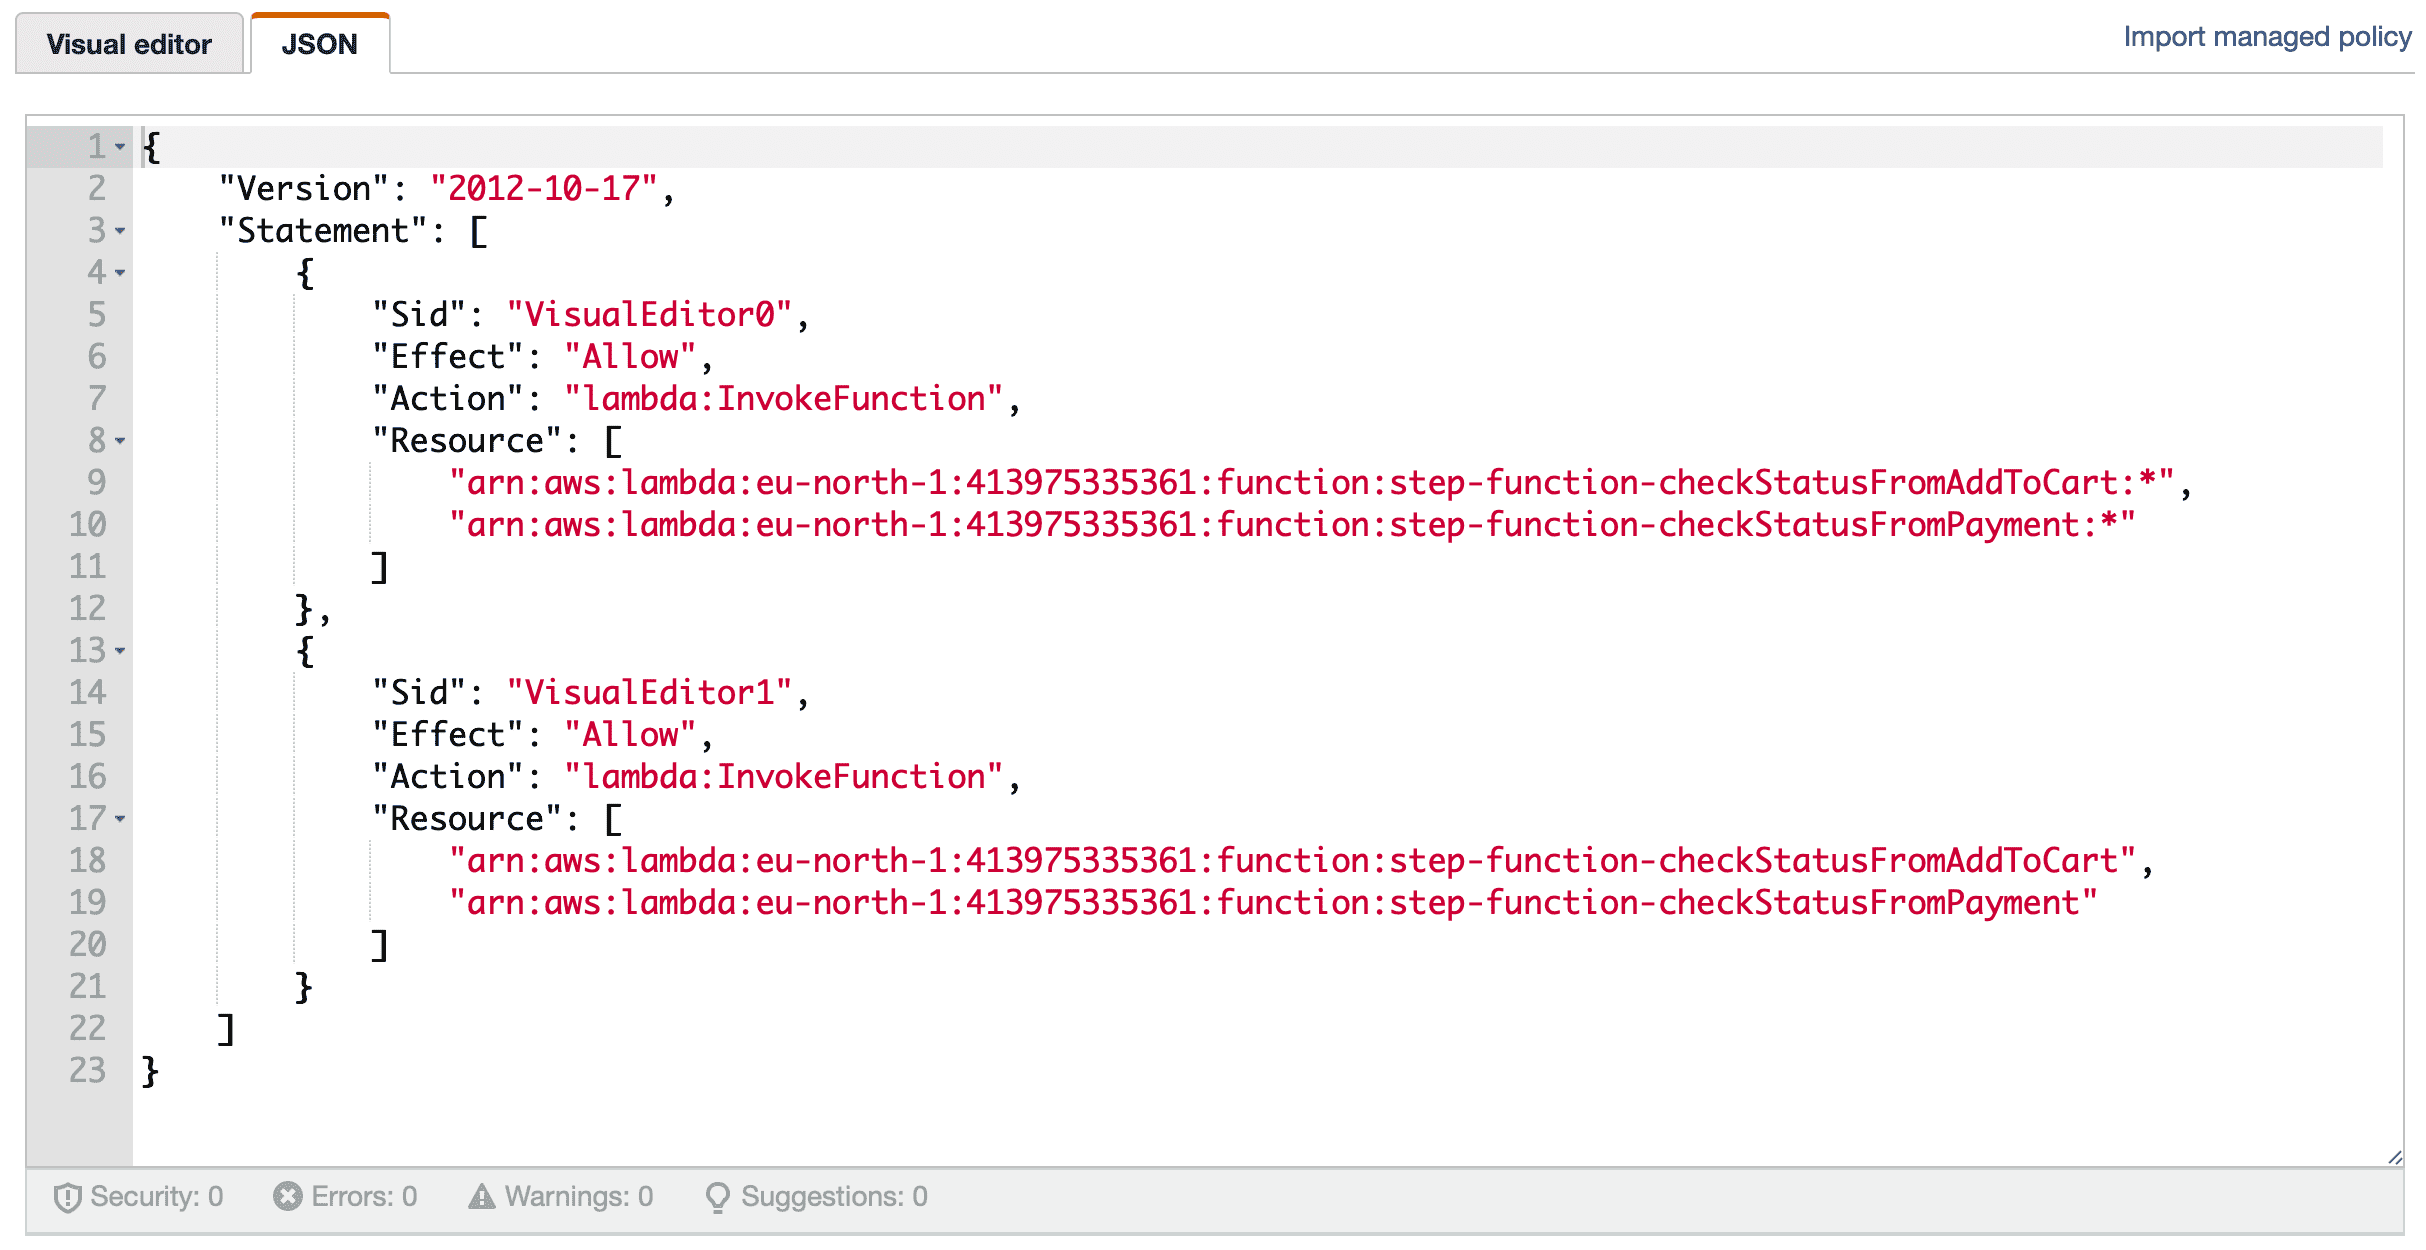 Visual editor JSON Import managed policy
1 {
2     "Version": "2012-10-17",
3     "Statement": [
4         {
5             "Sid": "VisualEditor0",
6             "Effect": "Allow",
7             "Action": "lambda:InvokeFunction",
8             "Resource": [
9                 "arn:aws:lambda:eu-north-1:413975335361:function:step-function-checkStatusFromAddToCart:*",
10                 "arn:aws:lambda:eu-north-1:413975335361:function:step-function-checkStatusFromPayment:*"
11             ]
12         },
13         {
14             "Sid": "VisualEditor1",
15             "Effect": "Allow",
16             "Action": "lambda:InvokeFunction",
17             "Resource": [
18                 "arn:aws:lambda:eu-north-1:413975335361:function:step-function-checkStatusFromAddToCart",
19                 "arn:aws:lambda:eu-north-1:413975335361:function:step-function-checkStatusFromPayment"
20             ]
21         }
22     ]
23 }
Security: 0 Errors: 0 Warnings: 0 Suggestions: 0